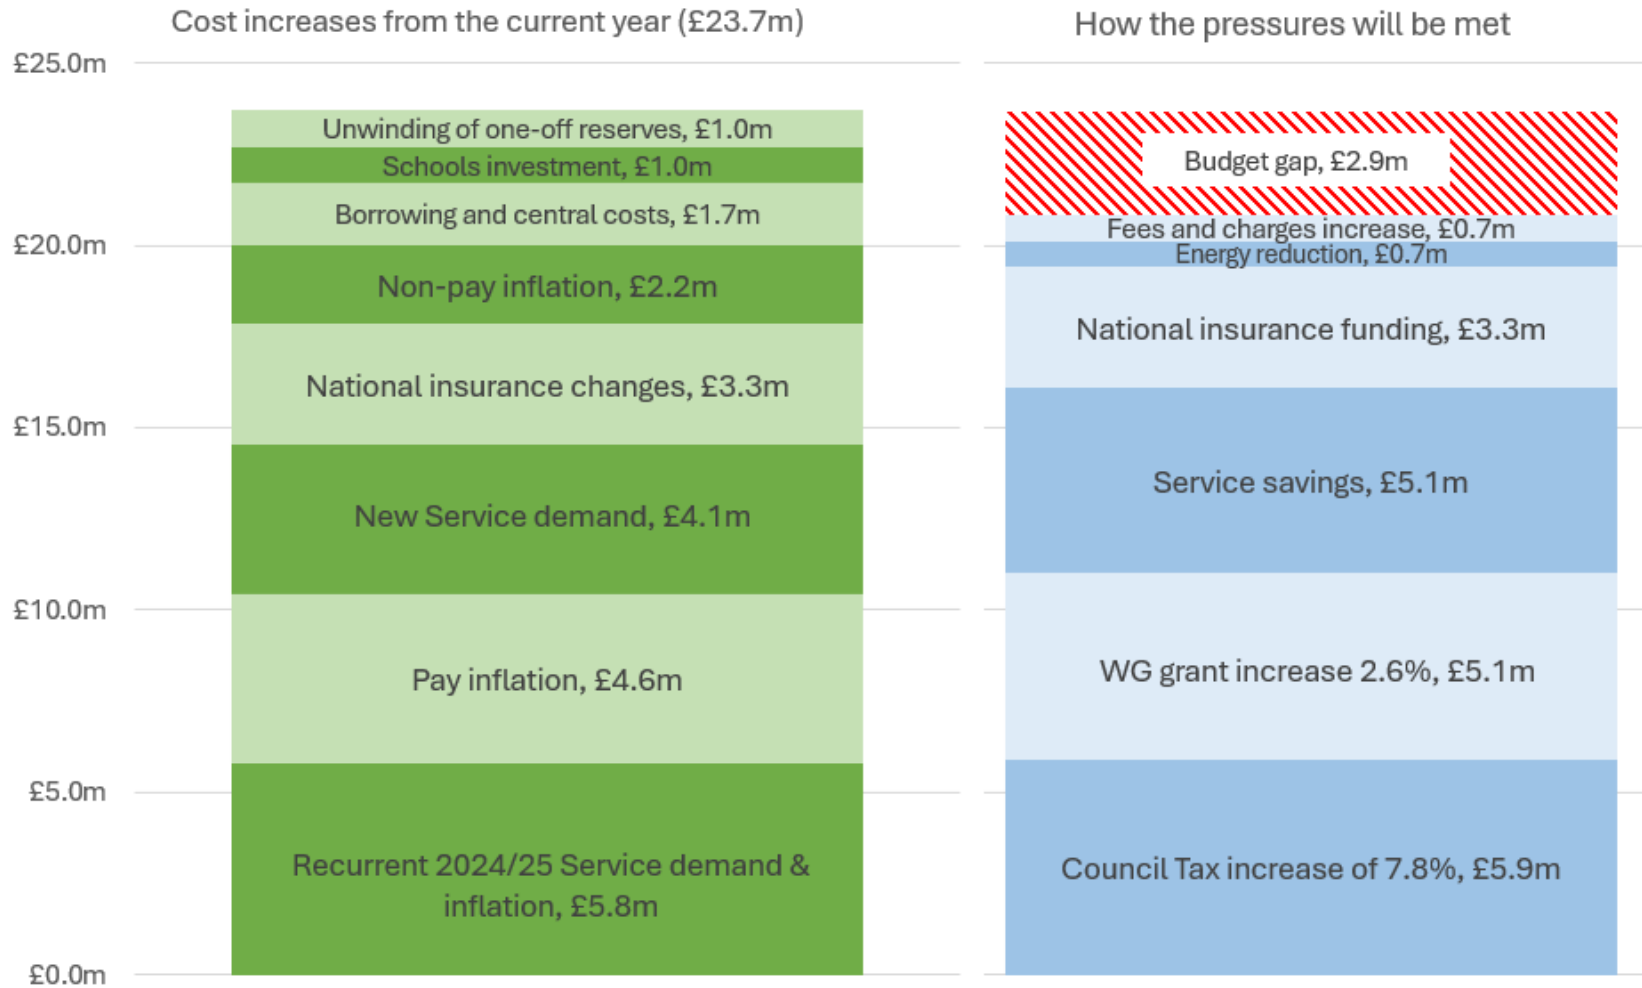 Cost increases from the current year (£23.7m)
£25.0m
£20.0m
£15.0m
£10.0m
£5.0m
£0.0m
Unwinding of one-off reserves, £1.0m
Schools investment, £1.0m
Borrowing and central costs, £1.7m
Non-pay inflation, £2.2m
National insurance changes, £3.3m
New Service demand, £4.1m
Pay inflation, £4.6m
Recurrent 2024/25 Service demand &
inflation, £5.8m
How the pressures will be met
Budget gap, £2.9m
Fees and charges increase, £0.7m
Energy reduction, £0.7m
National insurance funding, £3.3m
Service savings, £5.1m
WG grant increase 2.6%, £5.1m
Council Tax increase of 7.8%, £5.9m